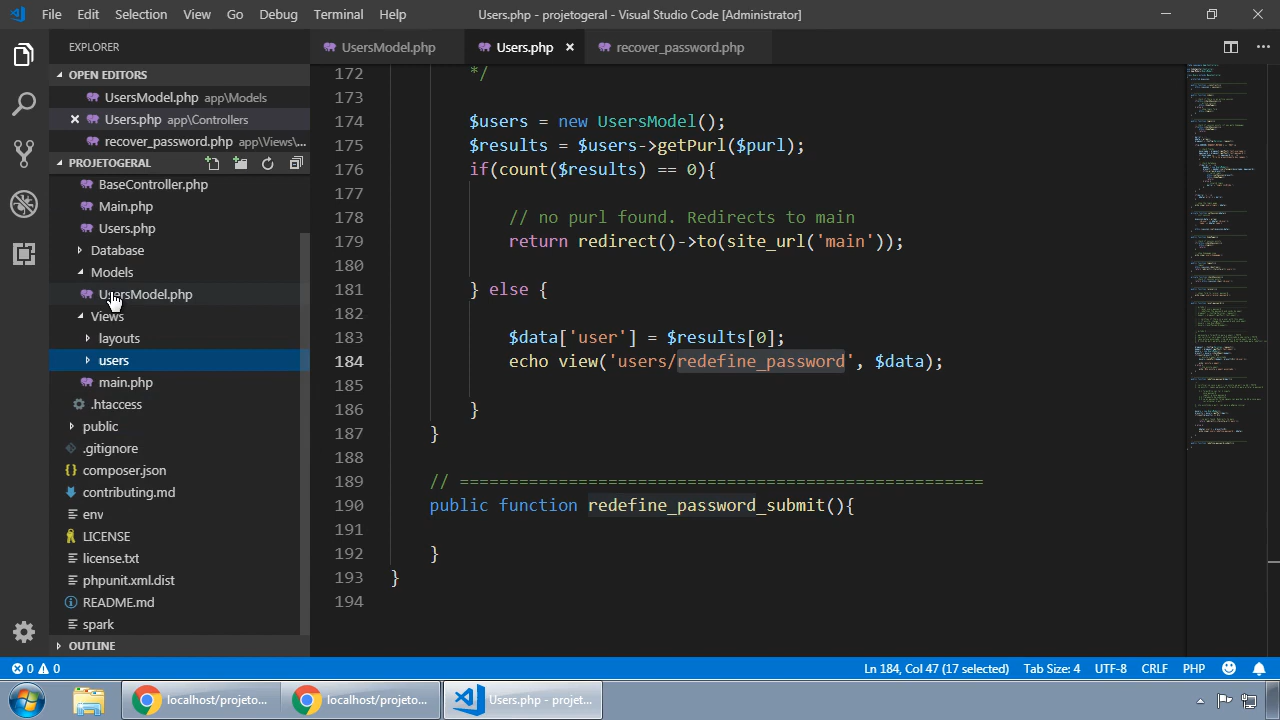 File Edit Selection View Go Debug Terminal Help
Users.php - projetogeral - Visual Studio Code [Administrator]
EXPLORER
OPEN EDITORS
UsersModel.php app\Models
Users.php app\Controllers
recover_password.php app\Views\...
PROJETOGERAL
BaseController.php
Main.php
Users.php
Database
Models
UsersModel.php
Views
layouts
users
main.php
.htaccess
public
.gitignore
composer.json
contributing.md
env
LICENSE
license.txt
phpunit.xml.dist
README.md
spark
OUTLINE
UsersModel.php Users.php recover_password.php
172 */
173
174 $users = new UsersModel();
175 $results = $users->getPurl($purl);
176 if(count($results) == 0){
177
178 // no purl found. Redirects to main
179 return redirect()->to(site_url('main'));
180
181 } else {
182
183 $data['user'] = $results[0];
184 echo view('users/redefine_password', $data);
185
186 }
187 }
188
189 // =====================================================
190 public function redefine_password_submit(){
191
192 }
193 }
194
0 0
Ln 184, Col 47 (17 selected) Tab Size: 4 UTF-8 CRLF PHP
localhost/projeto... localhost/projeto... Users.php - projet...